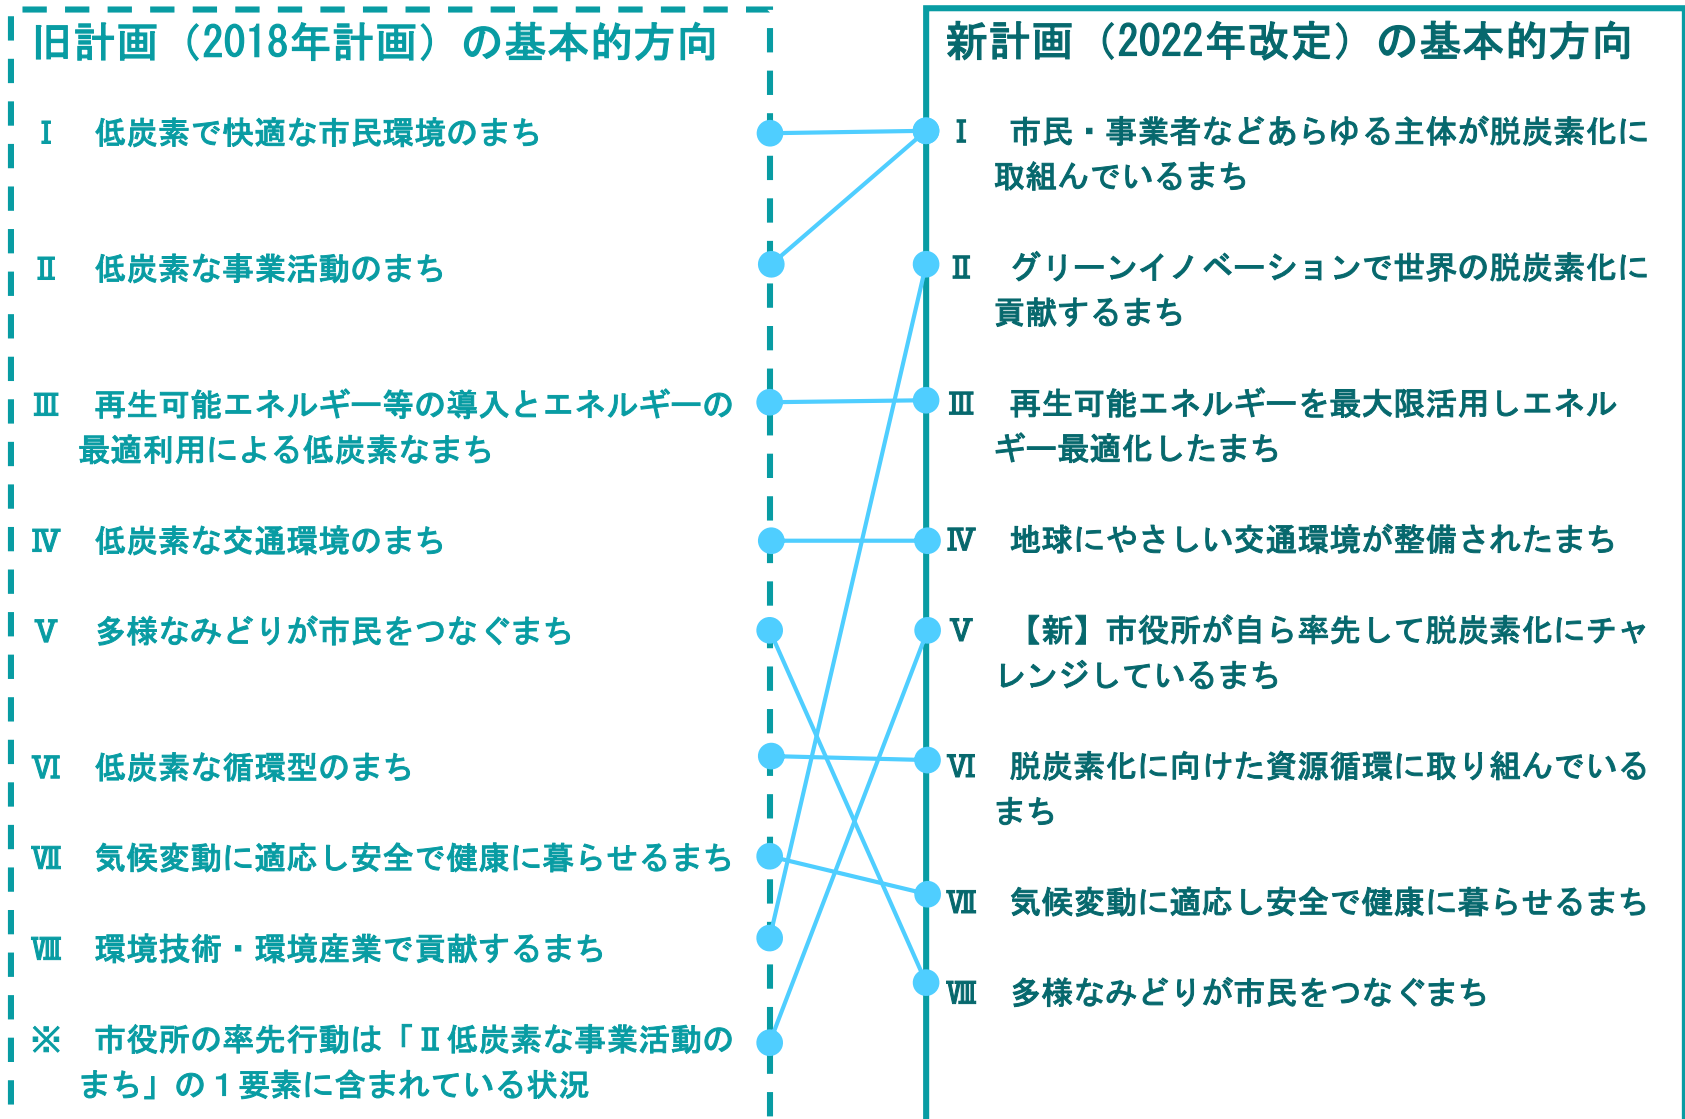 旧計画（2018年計画）の基本的方向
Ⅰ　低炭素で快適な市民環境のまち
Ⅱ　低炭素な事業活動のまち
Ⅲ　再生可能エネルギー等の導入とエネルギーの
最適利用による低炭素なまち
Ⅳ　低炭素な交通環境のまち
Ⅴ　多様なみどりが市民をつなぐまち
Ⅵ　低炭素な循環型のまち
Ⅶ　気候変動に適応し安全で健康に暮らせるまち
Ⅷ　環境技術・環境産業で貢献するまち
※　市役所の率先行動は「Ⅱ低炭素な事業活動の
まち」の１要素に含まれている状況
新計画（2022年改定）の基本的方向
Ⅰ　市民・事業者などあらゆる主体が脱炭素化に
取組んでいるまち
Ⅱ　グリーンイノベーションで世界の脱炭素化に
貢献するまち
Ⅲ　再生可能エネルギーを最大限活用しエネル
ギー最適化したまち
Ⅳ　地球にやさしい交通環境が整備されたまち
Ⅴ　【新】市役所が自ら率先して脱炭素化にチャ
レンジしているまち
Ⅵ　脱炭素化に向けた資源循環に取り組んでいる
まち
Ⅶ　気候変動に適応し安全で健康に暮らせるまち
Ⅷ　多様なみどりが市民をつなぐまち